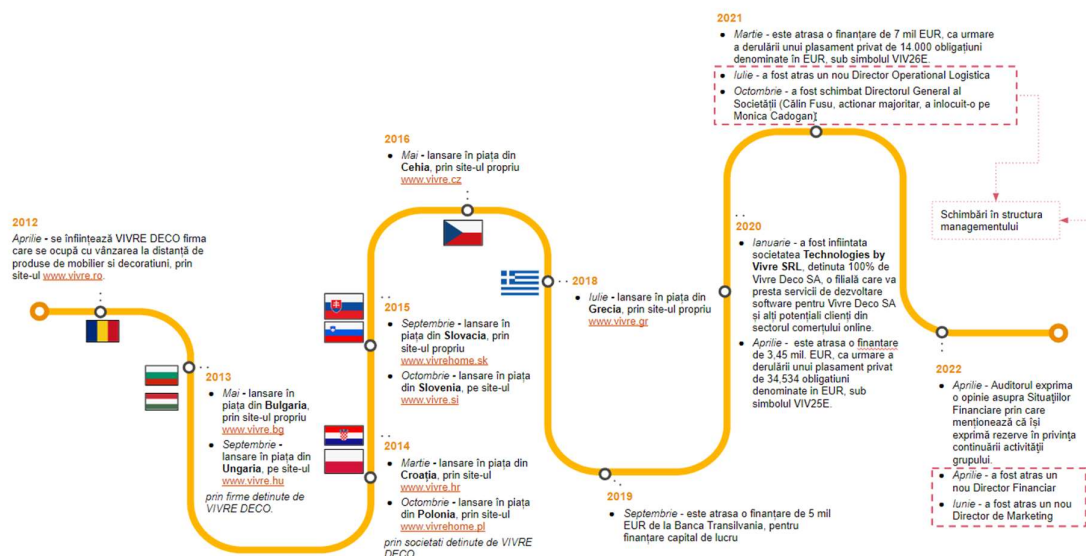 2012
Aprilie - se înființează VIVRE DECO firma
care se ocupă cu vânzarea la distanță de
produse de mobilier si decoratiuni, prin
site-ul www.vivre.ro.
2013
Mai - lansare în
piața din Bulgaria,
prin site-ul propriu
www.vivre.bg
Septembrie -
lansare în piața din
Ungaria, pe site-ul
www.vivre.hu
prin firme detinute de
VIVRE DECO.
2014
Martie - lansare în piața din
Croația, prin site-ul
www.vivre.hr
Octombrie - lansare în piața
din Polonia, prin site-ul
www.vivrehome.pl
prin societati detinute de VIVRE
DECO
2015
Septembrie - lansare în
piața din Slovacia, prin
site-ul propriu
www.vivrehome.sk
Octombrie - lansare în piața
din Slovenia, pe site-ul
www.vivre.si
2016
Mai - lansare în piața din
Cehia, prin site-ul propriu
www.vivre.cz
2018
Iulie - lansare în piața din
Grecia, prin site-ul propriu
www.vivre.gr
2019
Septembrie - este atrasa o finanțare de 5 mil
EUR de la Banca Transilvania, pentru
finanțare capital de lucru
2020
Ianuarie - a fost infiintata
societatea Technologies by
Vivre SRL, detinuta 100% de
Vivre Deco SA, o filială care va
presta servicii de dezvoltare
software pentru Vivre Deco SA
și alți potențiali clienți din
sectorul comerțului online.
Aprilie - este atrasa o finantare
de 3,45 mil. EUR, ca urmare a
derulării unui plasament privat
de 34,534 obligatiuni
denominate in EUR, sub
simbolul VIV25E.
2021
Martie - este atrasa o finanțare de 7 mil EUR, ca urmare
a derulării unui plasament privat de 14.000 obligațiuni
denominate în EUR, sub simbolul VIV26E.
Iulie - a fost atras un nou Director Operational Logistica
Octombrie - a fost schimbat Directorul General al
Societății (Călin Fusu, actionar majoritar, a inlocuit-o pe
Monica Cadogan)
Schimbări în structura
managementului
2022
Aprilie - Auditorul exprima
o opinie asupra Situațiilor
Financiare prin care
menționează că își
exprimă rezerve în privința
continuării activității
grupului.
Aprilie - a fost atras un
nou Director Financiar
Iunie - a fost atras un nou
Director de Marketing